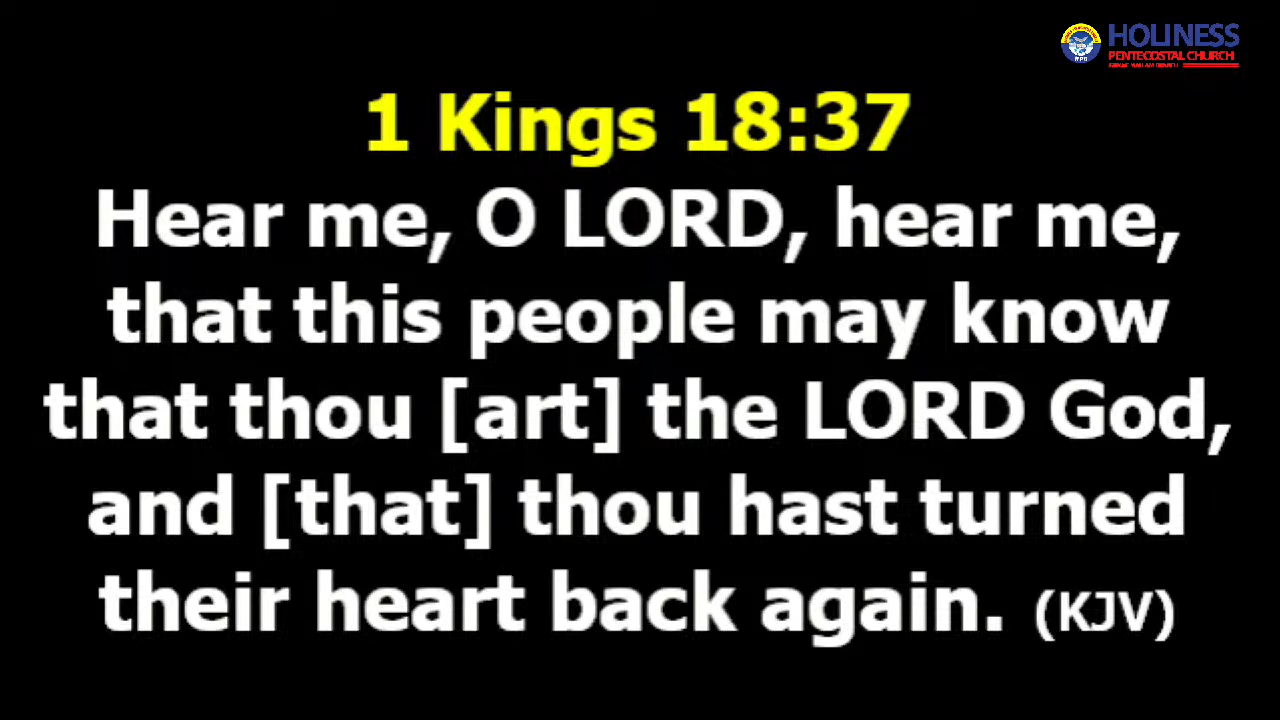 HOLINESS
PENTECOSTAL CHURCH
1 Kings 18:37
Hear me, O LORD, hear me,
that this people may know
that thou [art] the LORD God,
and [that] thou hast turned
their heart back again. (KJV)